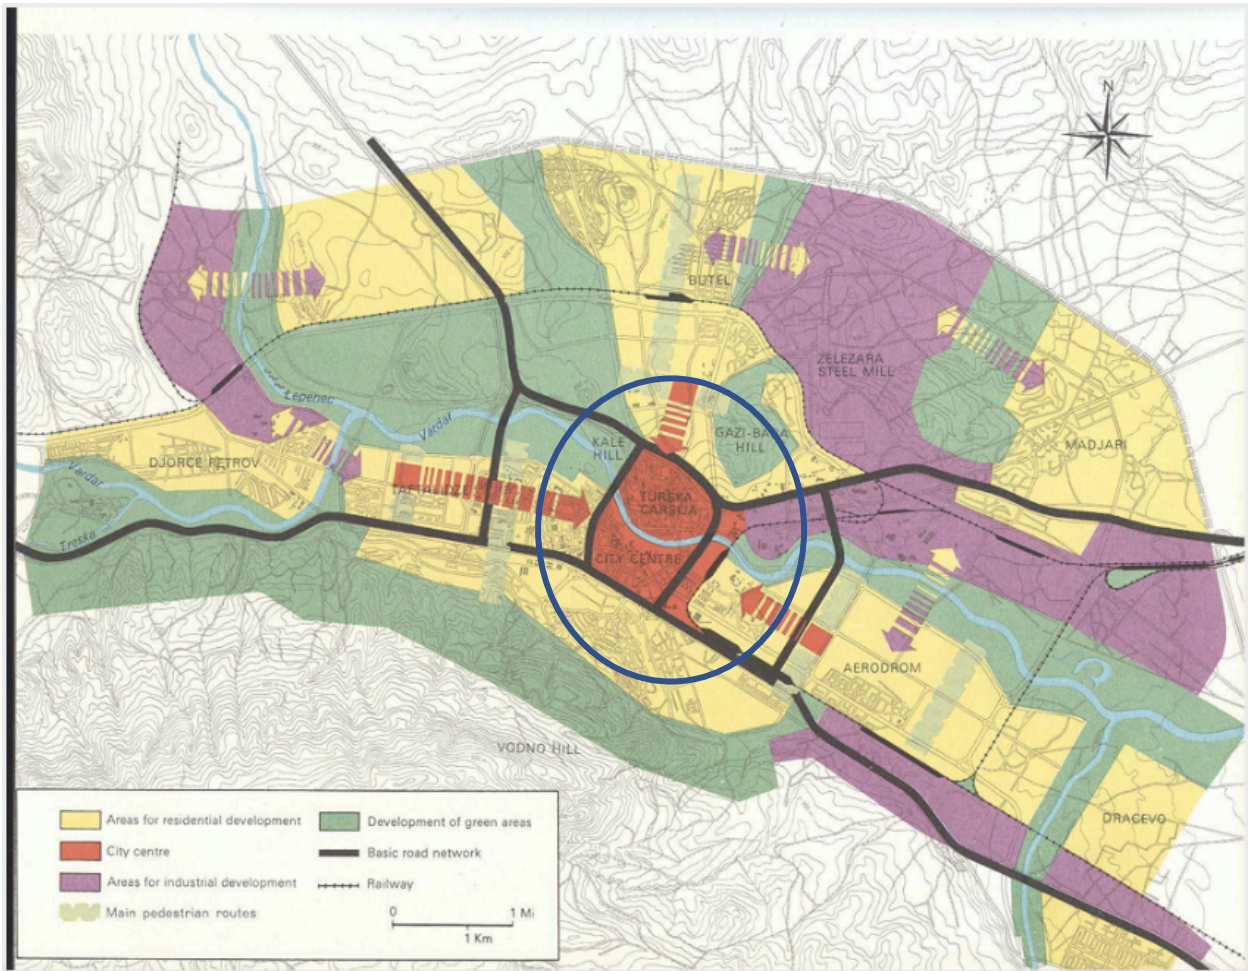 N
BUTEL
ZELEZARA
STEEL MILL
Lepenec
Vardar
KALE
HILL
GAZI-BABA
HILL
MADJARI
DJORCE PETROV
Vardar
TAFTALIDZE
TURSKA
CARSIJA
Treska
CITY CENTRE
AERODROM
VODNO HILL
DRACEVO
Areas for residential development
Development of green areas
City centre
Basic road network
Areas for industrial development
Railway
Main pedestrian routes
0
1 Mi
1 Km